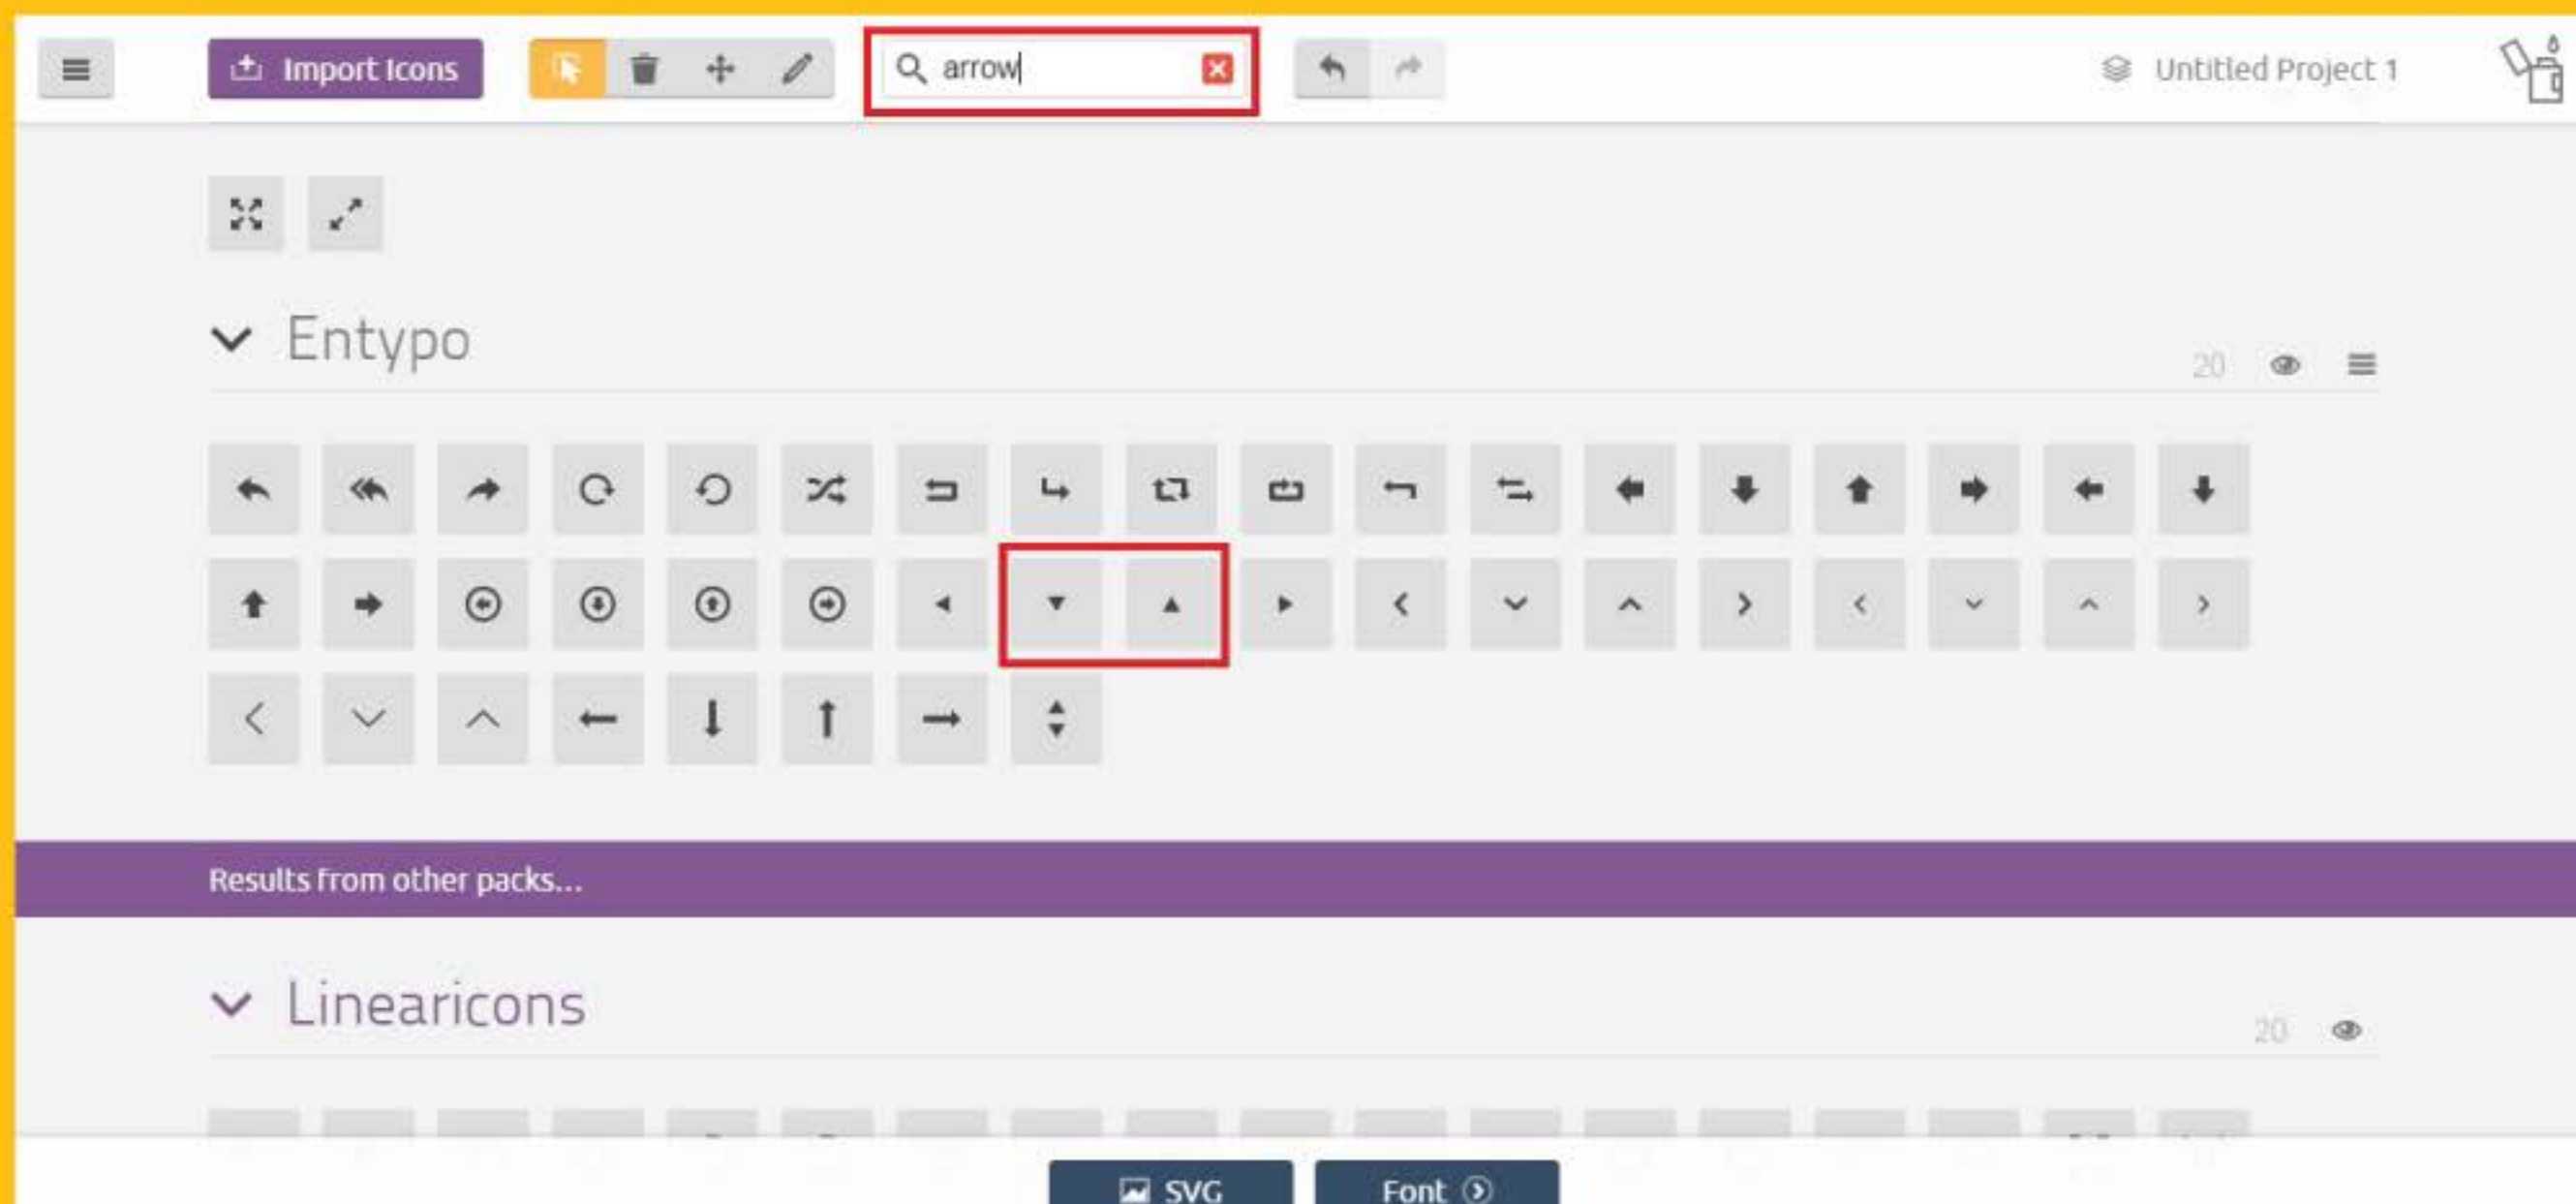 Import Icons
arrow
Untitled Project 1
Entypo
20
Results from other packs...
Linearicons
20
SVG
Font